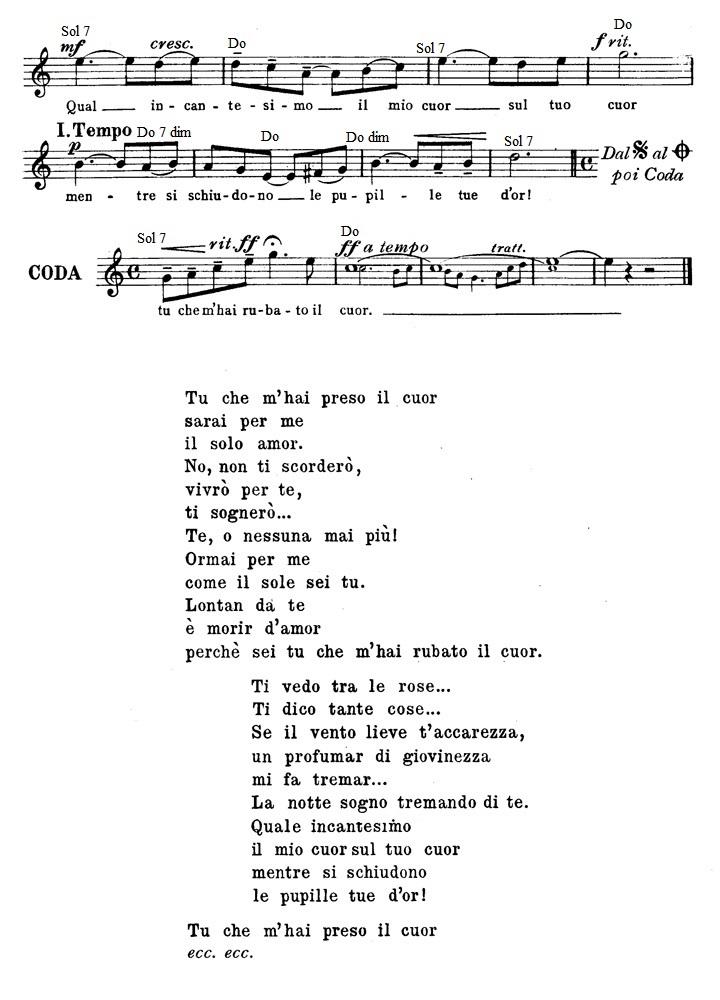 Sol 7 Do Sol 7 Do
mf cresc. f rit.
Qual in - can - te - si - mo il mio cuor sul tuo cuor
I. Tempo Do 7 dim Do Do dim Sol 7
p Dal al
poi Coda
men - tre si schiu - do - no le pu - pil - le tue d'or!
Sol 7 Do
rit. ff ff a tempo tratt.
CODA
tu che m'hai ru - ba - to il cuor.
Tu che m'hai preso il cuor
sarai per me
il solo amor.
No, non ti scorderò,
vivrò per te,
ti sognerò...
Te, o nessuna mai più!
Ormai per me
come il sole sei tu.
Lontan da te
è morir d'amor
perchè sei tu che m'hai rubato il cuor.
Ti vedo tra le rose...
Ti dico tante cose...
Se il vento lieve t'accarezza,
un profumar di giovinezza
mi fa tremar...
La notte sogno tremando di te.
Quale incantesimo
il mio cuor sul tuo cuor
mentre si schiudono
le pupille tue d'or!
Tu che m'hai preso il cuor
ecc. ecc.